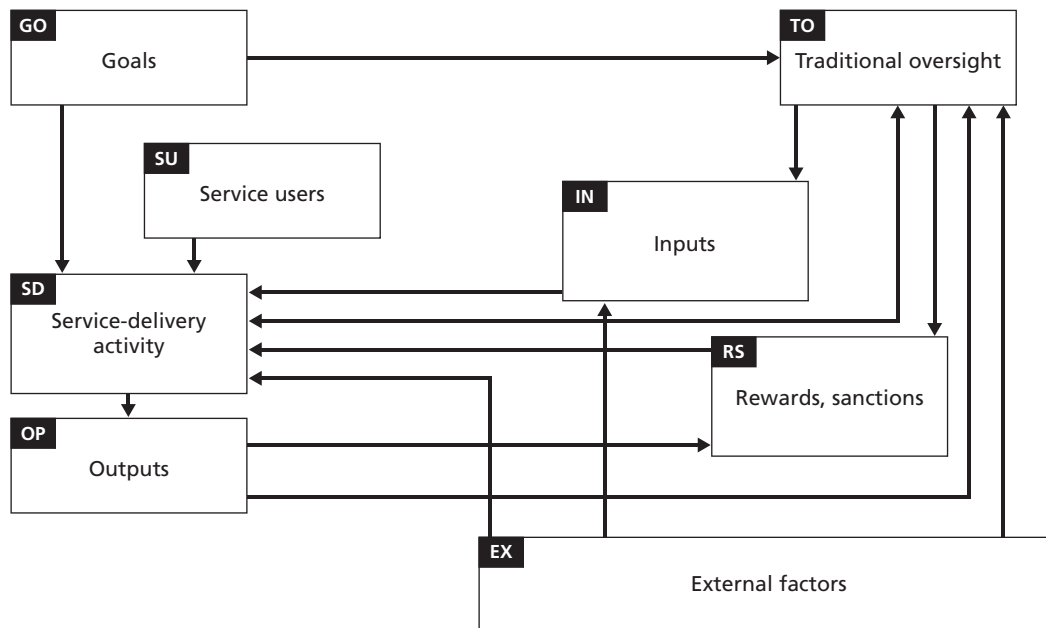 GO
Goals
TO
Traditional oversight
SU
Service users
IN
Inputs
SD
Service-delivery
activity
RS
Rewards, sanctions
OP
Outputs
EX
External factors